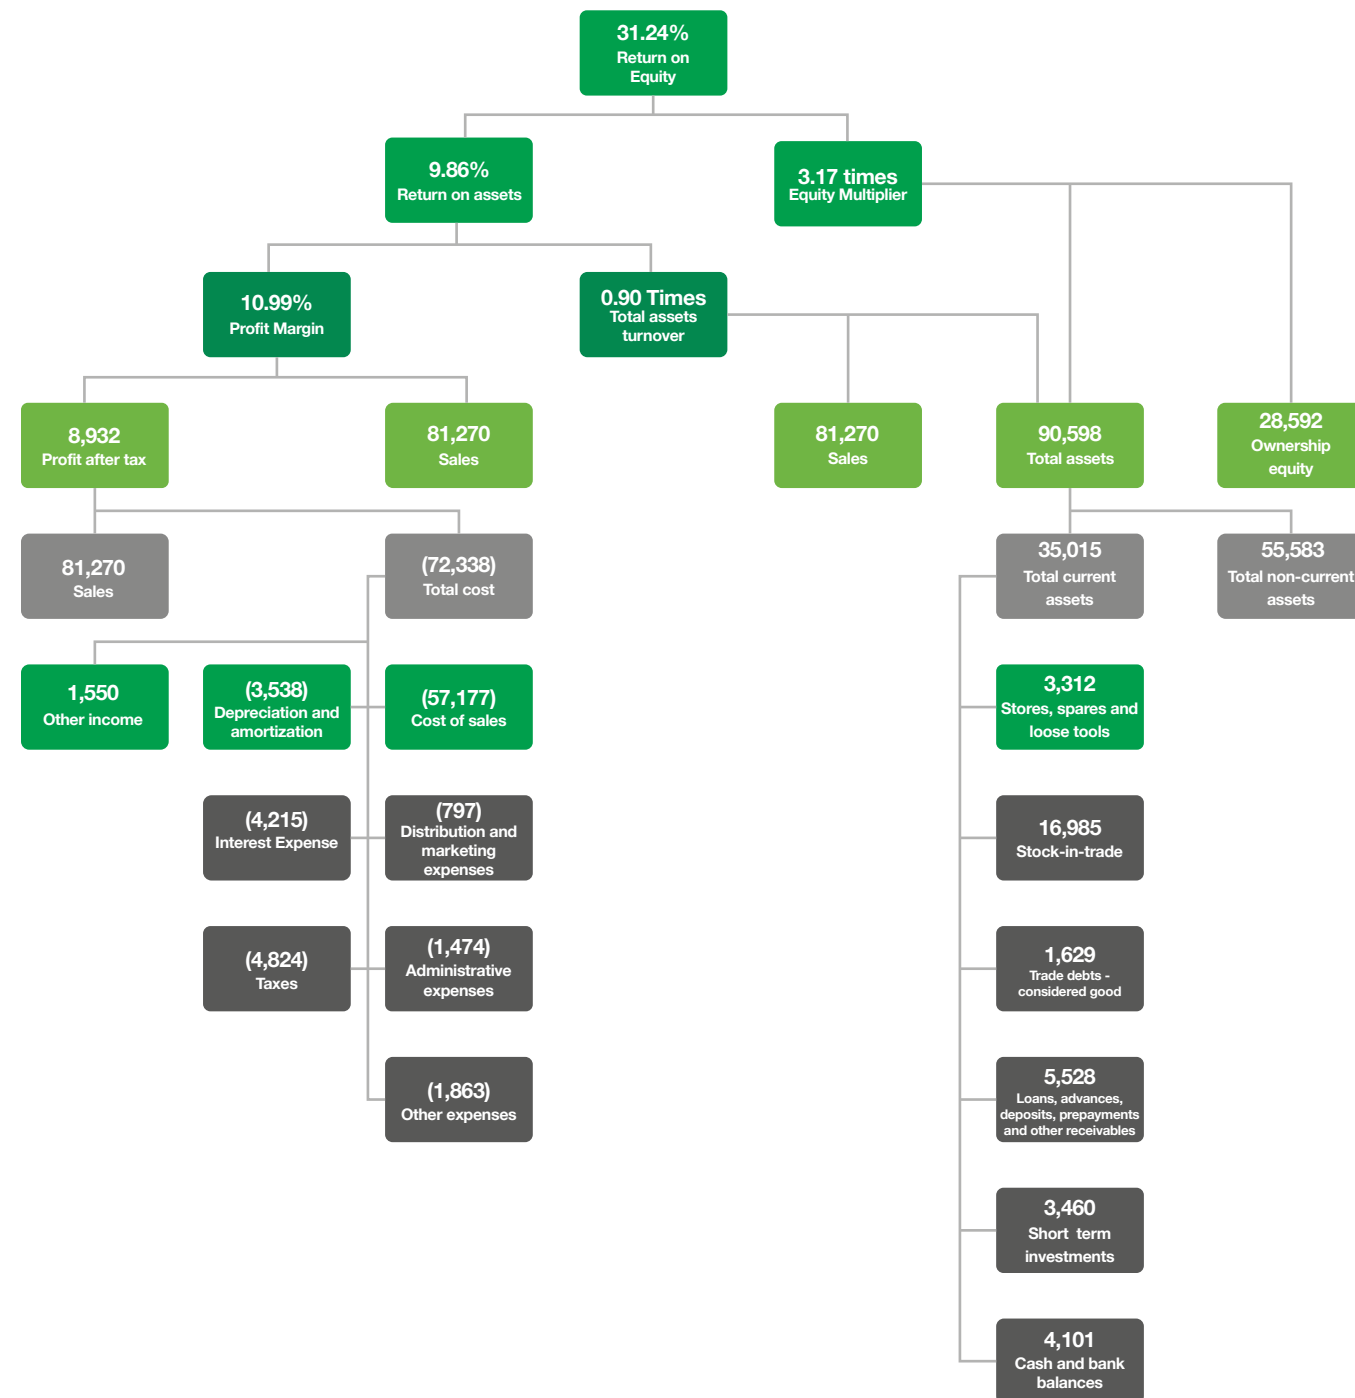 31.24%
Return on
Equity
9.86%
Return on assets
3.17 times
Equity Multiplier
10.99%
Profit Margin
0.90 Times
Total assets
turnover
8,932
Profit after tax
81,270
Sales
81,270
Sales
90,598
Total assets
28,592
Ownership
equity
81,270
Sales
(72,338)
Total cost
35,015
Total current
assets
55,583
Total non-current
assets
1,550
Other income
(3,538)
Depreciation and
amortization
(57,177)
Cost of sales
3,312
Stores, spares and
loose tools
(4,215)
Interest Expense
(797)
Distribution and
marketing
expenses
16,985
Stock-in-trade
(4,824)
Taxes
(1,474)
Administrative
expenses
1,629
Trade debts -
considered good
(1,863)
Other expenses
5,528
Loans, advances,
deposits, prepayments
and other receivables
3,460
Short term
investments
4,101
Cash and bank
balances